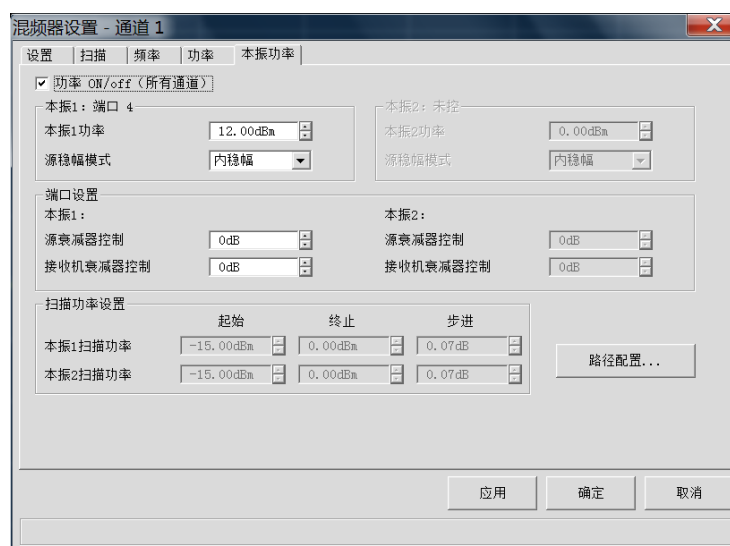 混频器设置 - 通道 1
设置 扫描 频率 功率 本振功率
功率 ON/off（所有通道）
本振1: 端口 4 本振2: 未控
本振1功率 12.00dBm 本振2功率 0.00dBm
源稳幅模式 内稳幅 源稳幅模式 内稳幅
端口设置
本振1: 本振2:
源衰减器控制 0dB 源衰减器控制 0dB
接收机衰减器控制 0dB 接收机衰减器控制 0dB
扫描功率设置
起始 终止 步进
本振1扫描功率 -15.00dBm 0.00dBm 0.07dB
本振2扫描功率 -15.00dBm 0.00dBm 0.07dB
路径配置...
应用 确定 取消